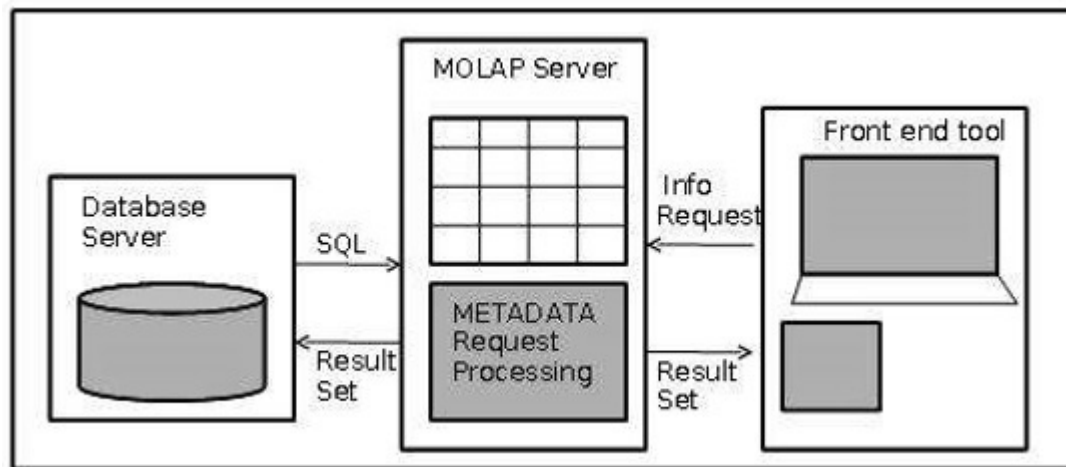 MOLAP Server
Front end tool
Database
Server
SQL
Result
Set
METADATA
Request
Processing
Info
Request
Result
Set